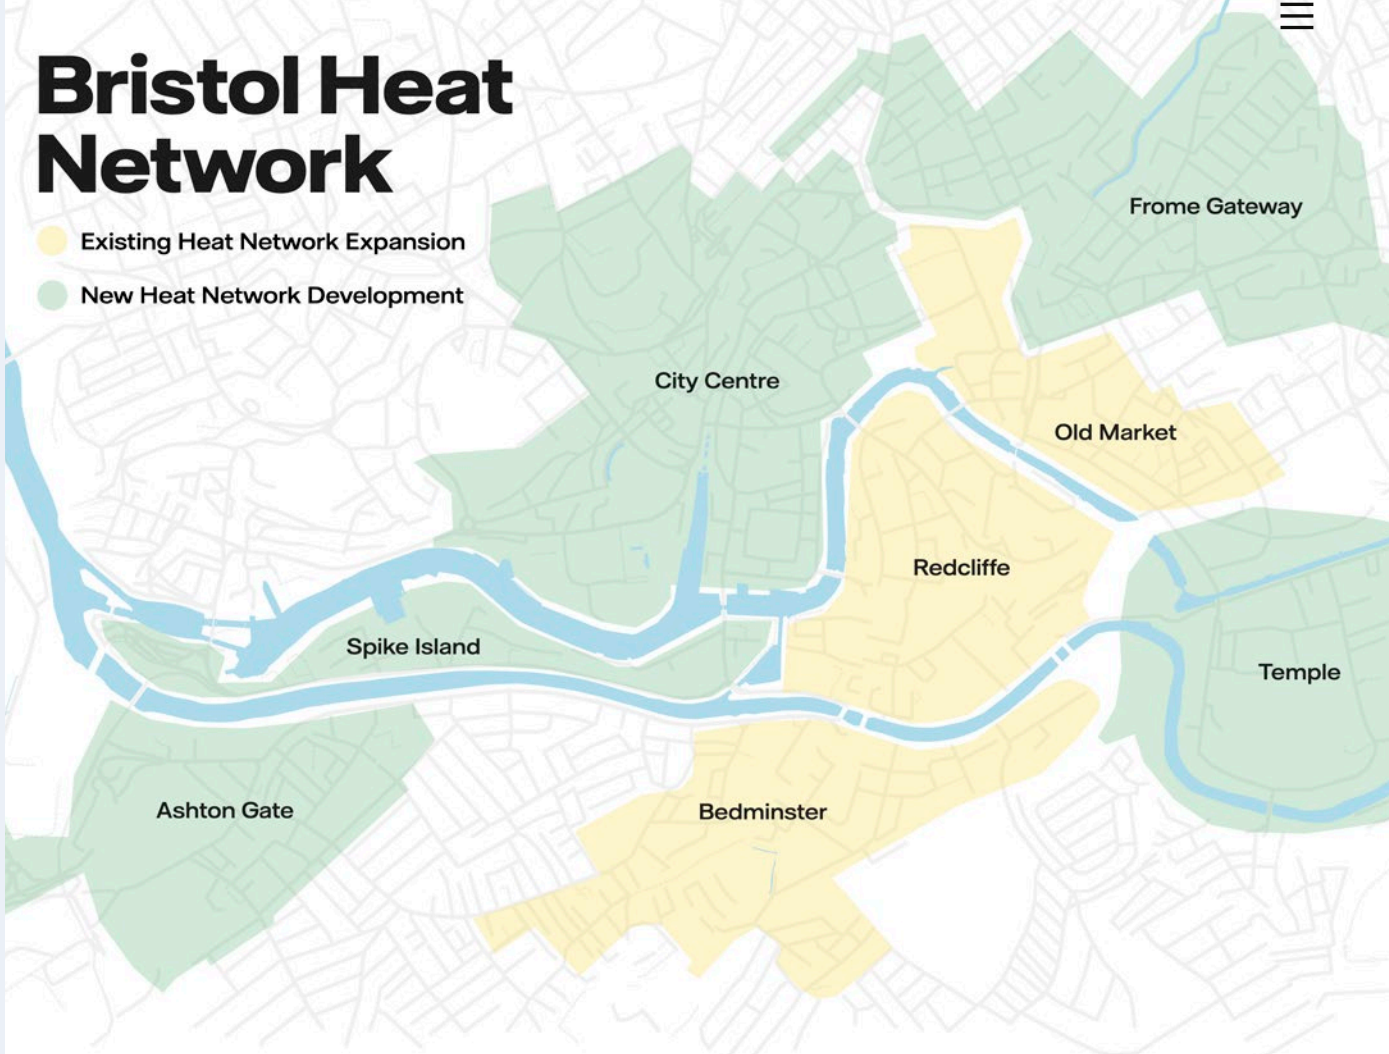 Bristol Heat
Network
Existing Heat Network Expansion
New Heat Network Development
Frome Gateway
City Centre
Old Market
Redcliffe
Spike Island
Temple
Ashton Gate
Bedminster